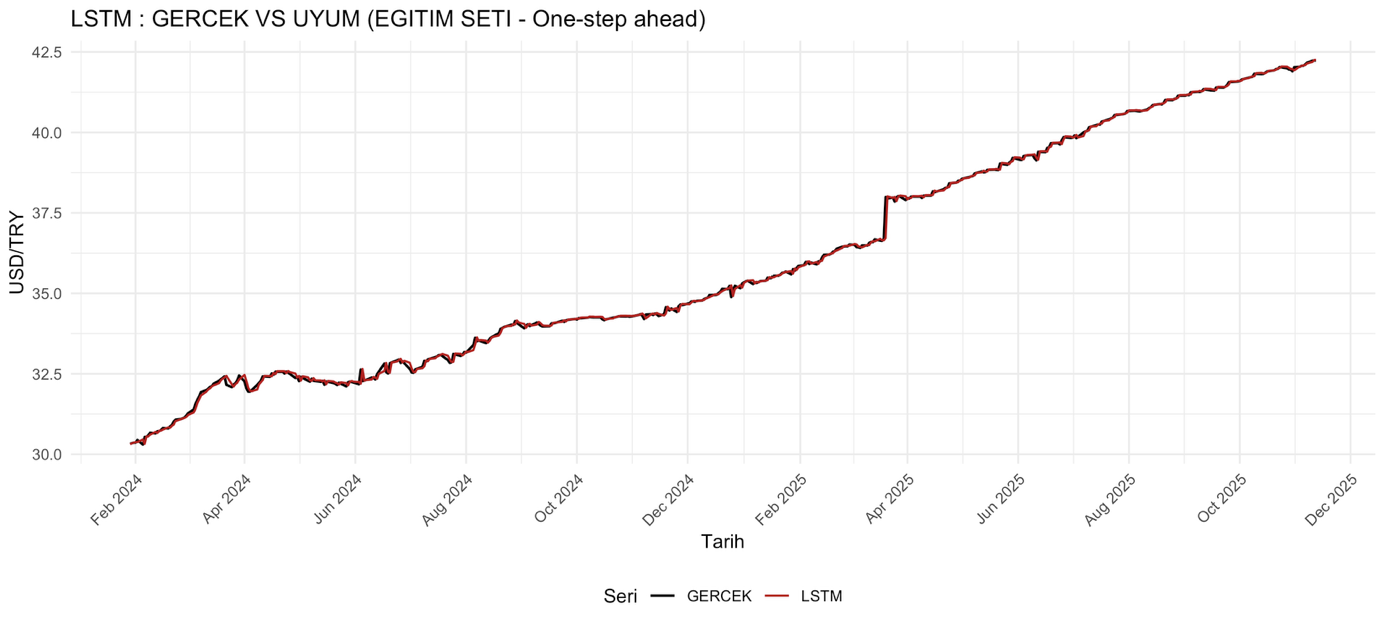 LSTM : GERCEK VS UYUM (EGITIM SETI - One-step ahead)
42.5
40.0
37.5
35.0
32.5
30.0
USD/TRY
Feb 2024
Apr 2024
Jun 2024
Aug 2024
Oct 2024
Dec 2024
Feb 2025
Apr 2025
Jun 2025
Aug 2025
Oct 2025
Dec 2025
Tarih
Seri GERCEK LSTM